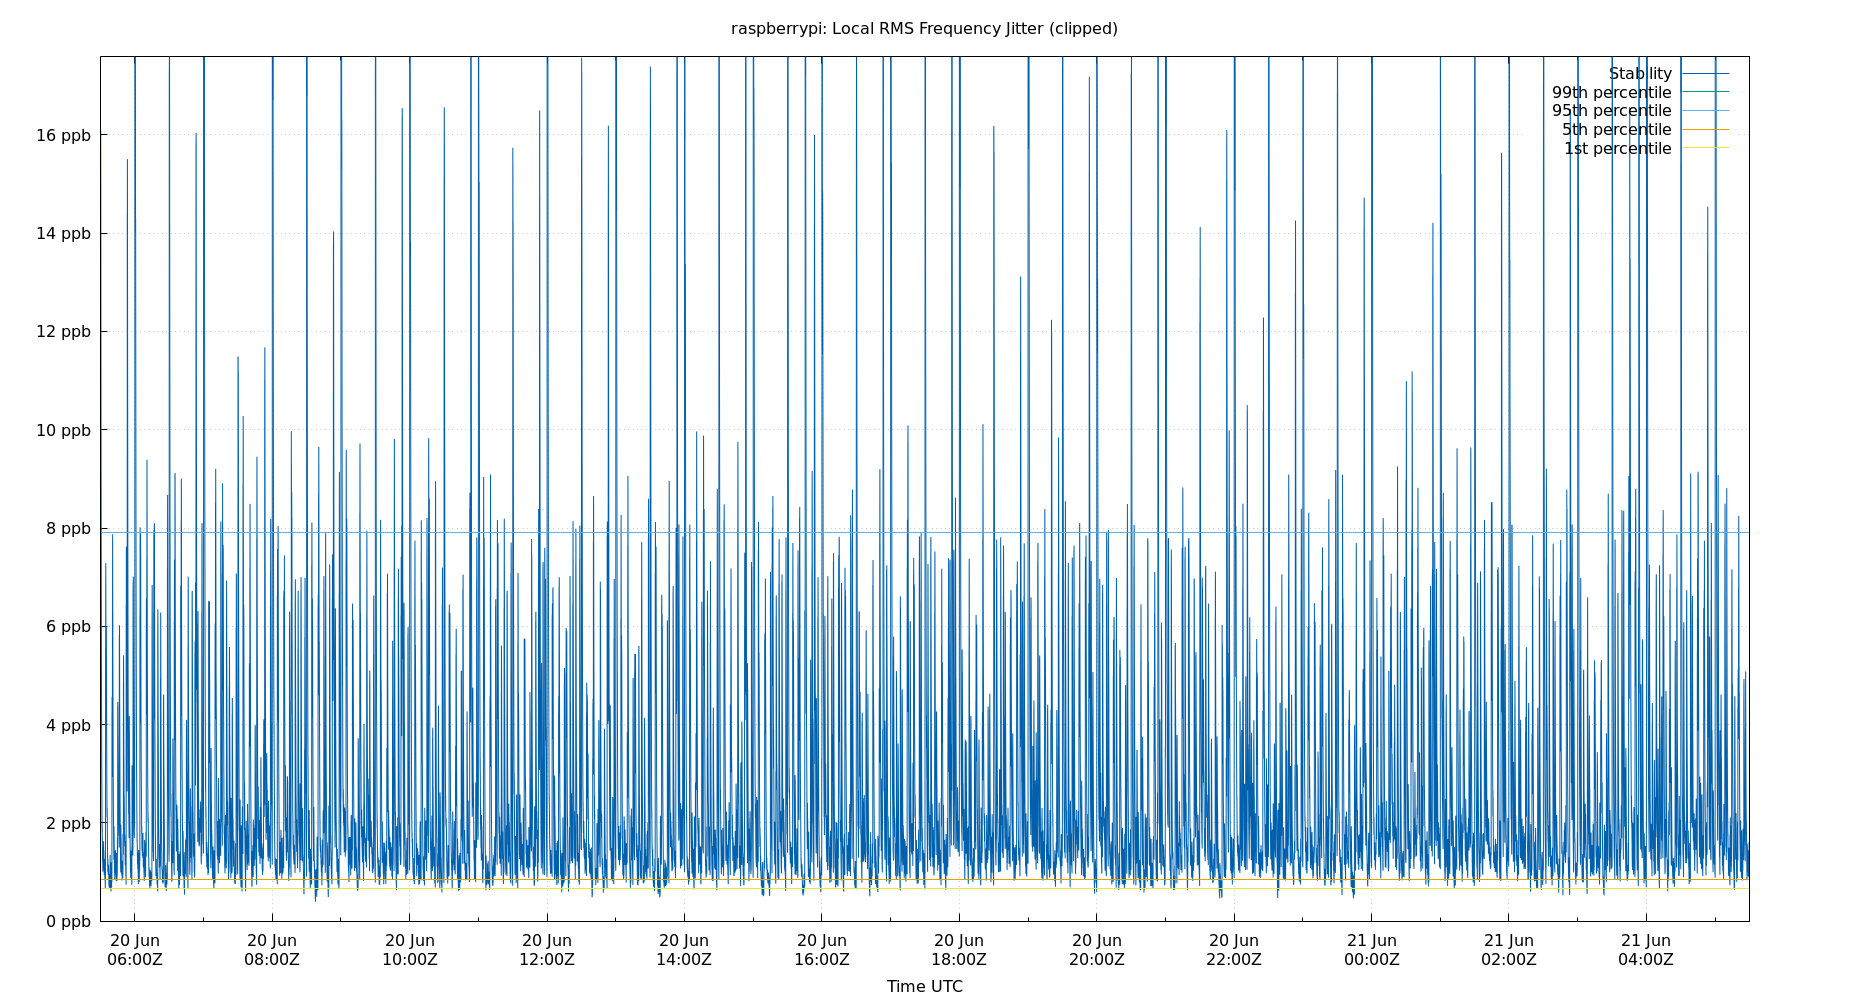 raspberrypi: Local RMS Frequency Jitter (clipped)
Stability
99th percentile
95th percentile
5th percentile
1st percentile
16 ppb
14 ppb
12 ppb
10 ppb
8 ppb
6 ppb
4 ppb
2 ppb
0 ppb
20 Jun 20 Jun 20 Jun 20 Jun 20 Jun 20 Jun 20 Jun 20 Jun 20 Jun 21 Jun 21 Jun 21 Jun
06:00Z 08:00Z 10:00Z 12:00Z 14:00Z 16:00Z 18:00Z 20:00Z 22:00Z 00:00Z 02:00Z 04:00Z
Time UTC